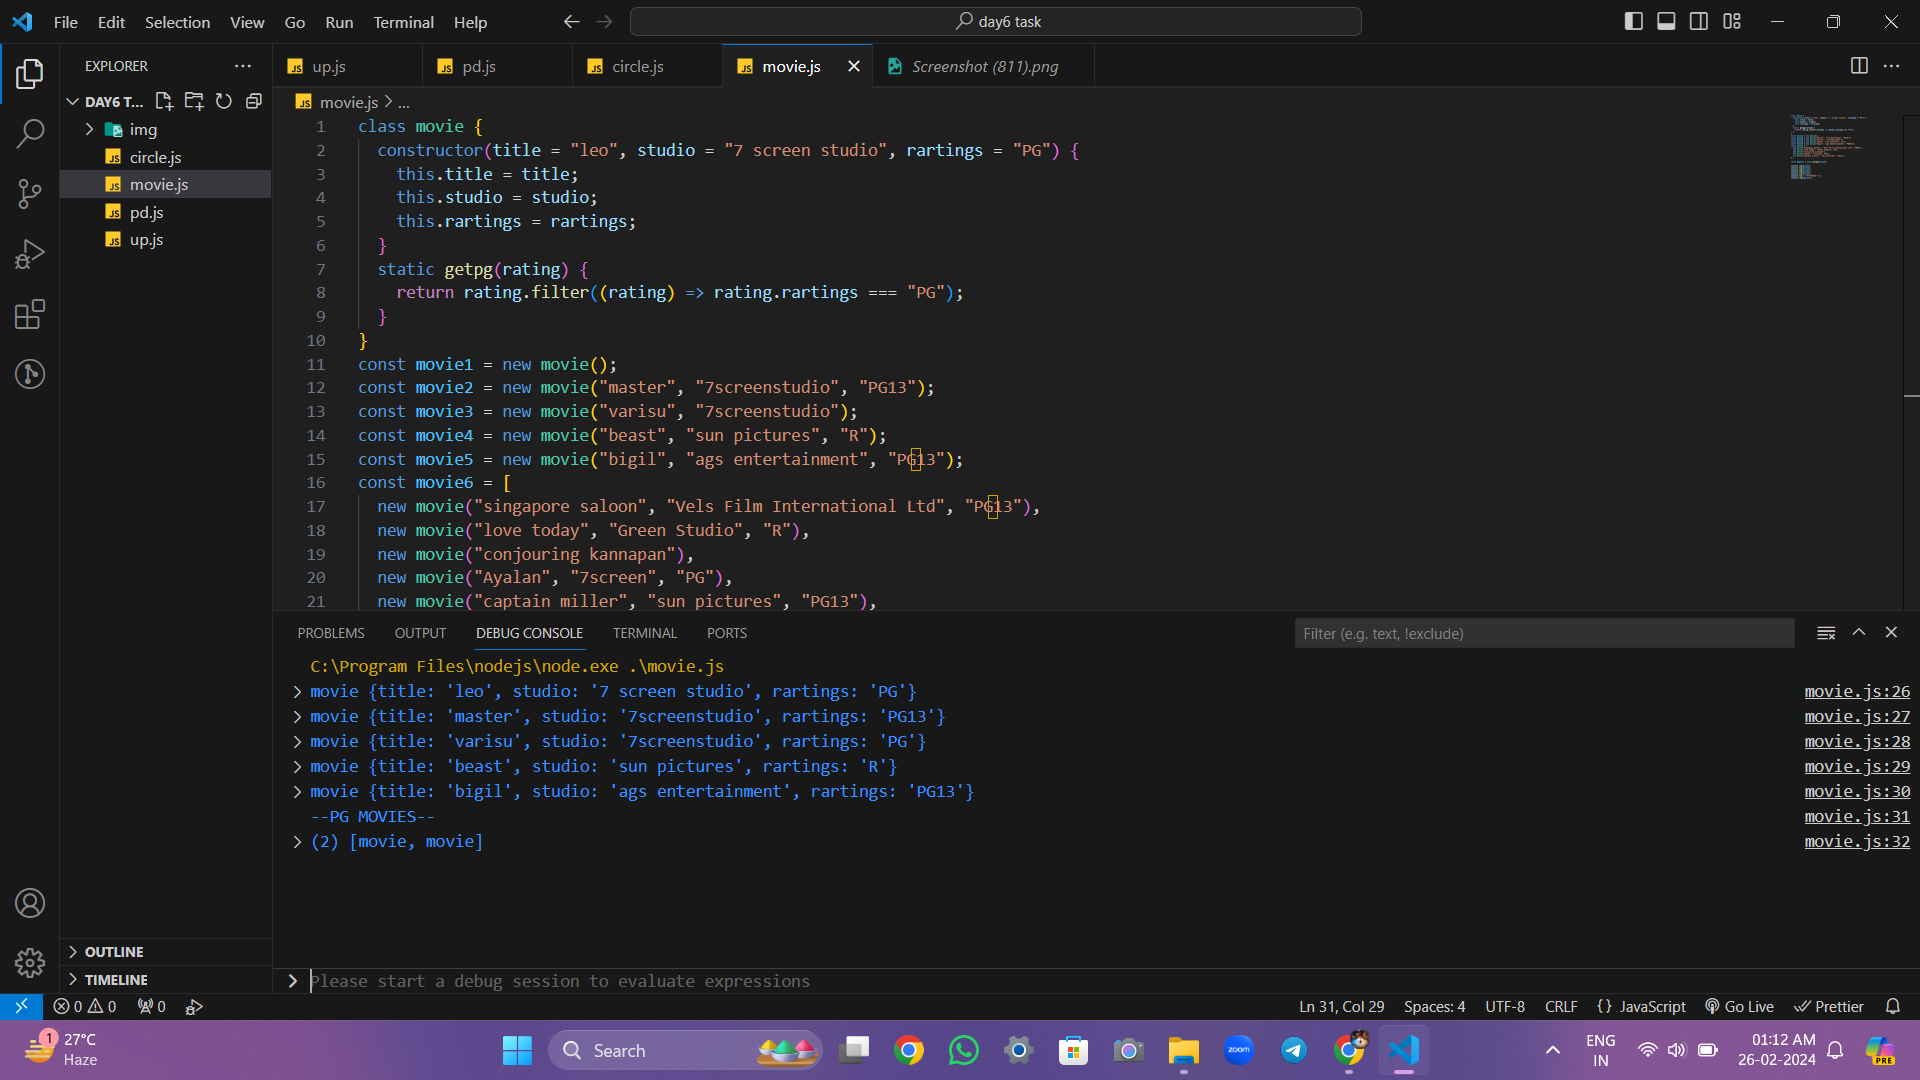 File Edit Selection View Go Run Terminal Help
day6 task
EXPLORER
DAY6 T...
img
circle.js
movie.js
pd.js
up.js
OUTLINE
TIMELINE
up.js
pd.js
circle.js
movie.js
Screenshot (811).png
movie.js > ...
1 class movie {
2 constructor(title = "leo", studio = "7 screen studio", rartings = "PG") {
3 this.title = title;
4 this.studio = studio;
5 this.rartings = rartings;
6 }
7 static getpg(rating) {
8 return rating.filter((rating) => rating.rartings === "PG");
9 }
10 }
11 const movie1 = new movie();
12 const movie2 = new movie("master", "7screenstudio", "PG13");
13 const movie3 = new movie("varisu", "7screenstudio");
14 const movie4 = new movie("beast", "sun pictures", "R");
15 const movie5 = new movie("bigil", "ags entertainment", "PG13");
16 const movie6 = [
17 new movie("singapore saloon", "Vels Film International Ltd", "PG13"),
18 new movie("love today", "Green Studio", "R"),
19 new movie("conjouring kannapan"),
20 new movie("Ayalan", "7screen", "PG"),
21 new movie("captain miller", "sun pictures", "PG13"),
PROBLEMS OUTPUT DEBUG CONSOLE TERMINAL PORTS
Filter (e.g. text, !exclude)
C:\Program Files\nodejs\node.exe .\movie.js
movie {title: 'leo', studio: '7 screen studio', rartings: 'PG'} movie.js:26
movie {title: 'master', studio: '7screenstudio', rartings: 'PG13'} movie.js:27
movie {title: 'varisu', studio: '7screenstudio', rartings: 'PG'} movie.js:28
movie {title: 'beast', studio: 'sun pictures', rartings: 'R'} movie.js:29
movie {title: 'bigil', studio: 'ags entertainment', rartings: 'PG13'} movie.js:30
--PG MOVIES-- movie.js:31
(2) [movie, movie] movie.js:32
Please start a debug session to evaluate expressions
0 0 0
Ln 31, Col 29 Spaces: 4 UTF-8 CRLF {} JavaScript Go Live Prettier
1
27°C
Haze
Search
zoom
ENG
IN
01:12 AM
26-02-2024
PRE